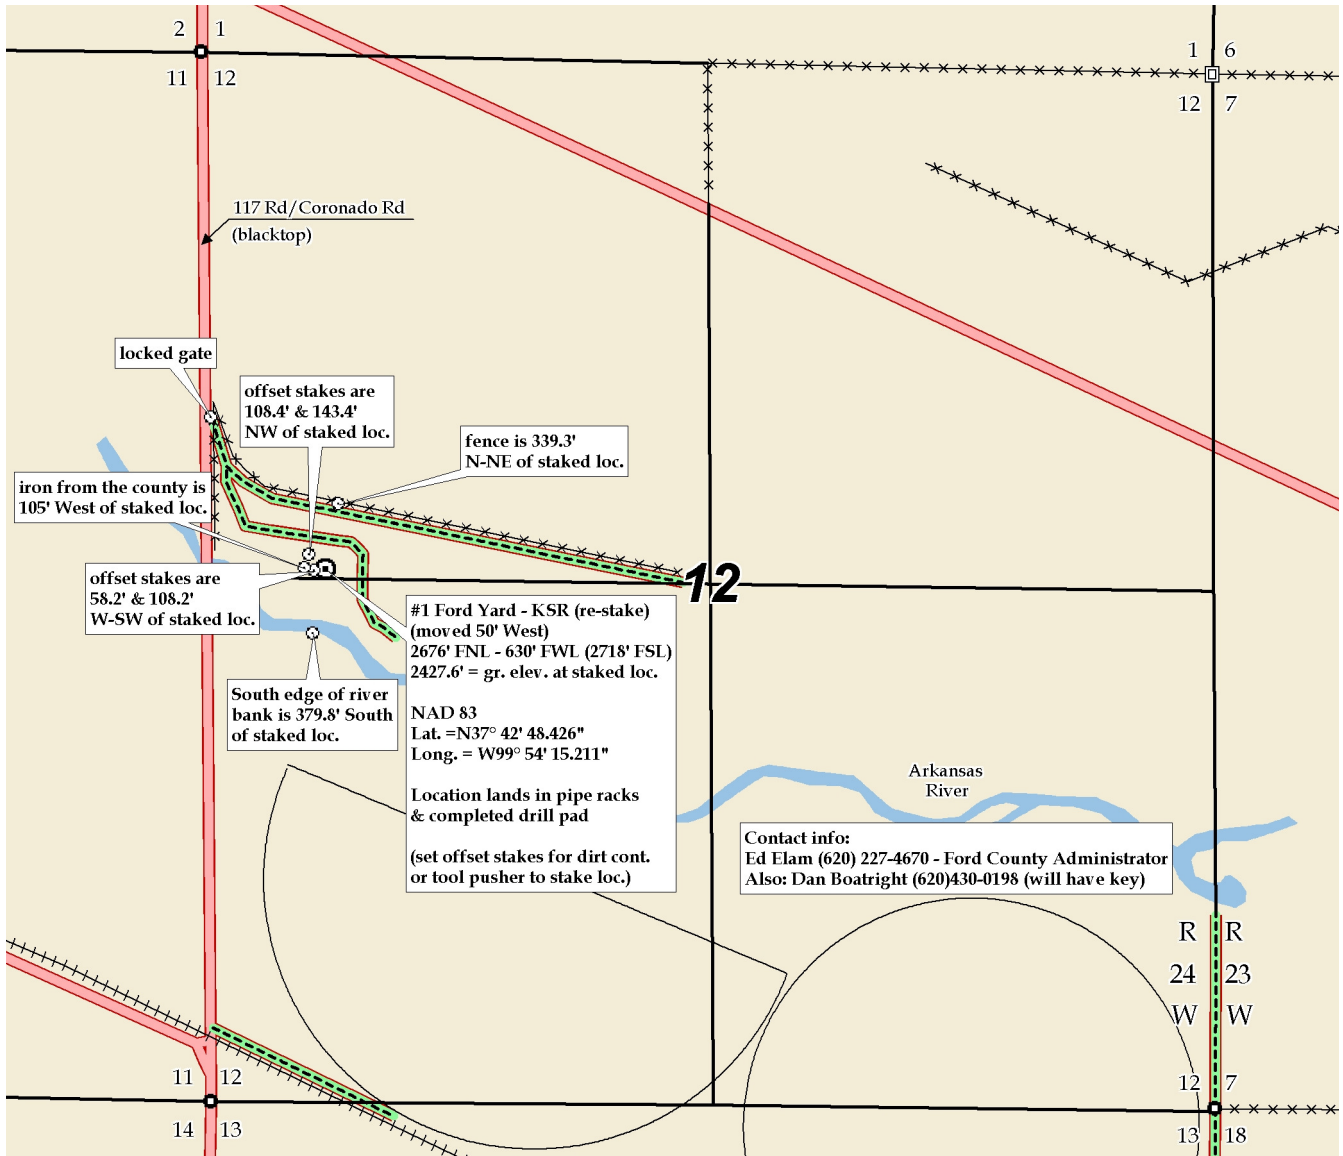 2 1
11 12
1 6
12 7
117 Rd/Coronado Rd
(blacktop)
locked gate
offset stakes are
108.4' & 143.4'
NW of staked loc.
fence is 339.3'
N-NE of staked loc.
iron from the county is
105' West of staked loc.
offset stakes are
58.2' & 108.2'
W-SW of staked loc.
12
#1 Ford Yard - KSR (re-stake)
(moved 50' West)
2676' FNL - 630' FWL (2718' FSL)
2427.6' = gr. elev. at staked loc.
NAD 83
Lat. =N37° 42' 48.426"
Long. = W99° 54' 15.211"
Location lands in pipe racks
& completed drill pad
(set offset stakes for dirt cont.
or tool pusher to stake loc.)
South edge of river
bank is 379.8' South
of staked loc.
Arkansas
River
Contact info:
Ed Elam (620) 227-4670 - Ford County Administrator
Also: Dan Boatright (620)430-0198 (will have key)
R R
24 23
W W
11 12
14 13
12 7
13 18